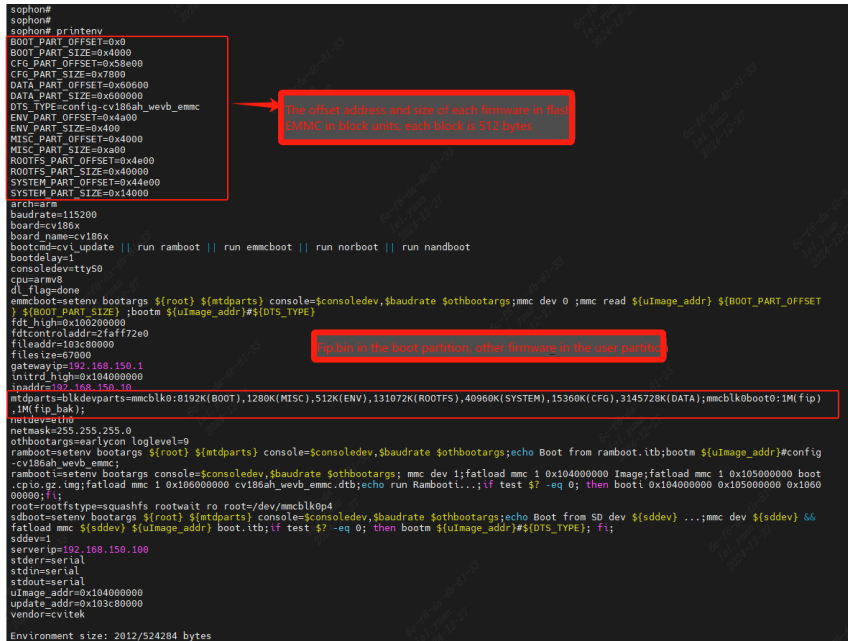 sophon#
sophon#
sophon# printenv
BOOT_PART_OFFSET=0x0
BOOT_PART_SIZE=0x4000
CFG_PART_OFFSET=0x58e00
CFG_PART_SIZE=0x7800
DATA_PART_OFFSET=0x60600
DATA_PART_SIZE=0x600000
DTS_TYPE=config-cv186ah_wevb_emmc
ENV_PART_OFFSET=0x4a00
ENV_PART_SIZE=0x400
MISC_PART_OFFSET=0x4000
MISC_PART_SIZE=0xa00
ROOTFS_PART_OFFSET=0x4e00
ROOTFS_PART_SIZE=0x40000
SYSTEM_PART_OFFSET=0x44e00
SYSTEM_PART_SIZE=0x14000
The offset address and size of each firmware in flash
EMMC in block units, each block is 512 bytes
arch=arm
baudrate=115200
board=cv186x
board_name=cv186x
bootcmd=cvi_update || run ramboot || run emmcboot || run norboot || run nandboot
bootdelay=1
consoledev=ttyS0
cpu=armv8
dl_flag=done
emmcboot=setenv bootargs ${root} ${mtdparts} console=$consoledev,$baudrate $othbootargs;mmc dev 0 ;mmc read ${uImage_addr} ${BOOT_PART_OFFSET
} ${BOOT_PART_SIZE} ;bootm ${uImage_addr}#${DTS_TYPE}
fdt_high=0x100200000
fdtcontroladdr=2faff72e0
fileaddr=103c80000
filesize=67000
Fip.bin in the boot partition, other firmware in the user partition
gatewayip=192.168.150.1
initrd_high=0x104000000
ipaddr=192.168.150.10
mtdparts=blkdevparts=mmcblk0:8192K(BOOT),1280K(MISC),512K(ENV),131072K(ROOTFS),40960K(SYSTEM),15360K(CFG),3145728K(DATA);mmcblk0boot0:1M(fip)
,1M(fip_bak);
netdev=eth0
netmask=255.255.255.0
othbootargs=earlycon loglevel=9
ramboot=setenv bootargs ${root} ${mtdparts} console=$consoledev,$baudrate $othbootargs;echo Boot from ramboot.itb;bootm ${uImage_addr}#config
-cv186ah_wevb_emmc;
rambooti=setenv bootargs console=$consoledev,$baudrate $othbootargs; mmc dev 1;fatload mmc 1 0x104000000 Image;fatload mmc 1 0x105000000 boot
.cpio.gz.img;fatload mmc 1 0x106000000 cv186ah_wevb_emmc.dtb;echo run Rambooti...;if test $? -eq 0; then booti 0x104000000 0x105000000 0x1060
00000;fi;
root=rootfstype=squashfs rootwait ro root=/dev/mmcblk0p4
sdboot=setenv bootargs ${root} ${mtdparts} console=$consoledev,$baudrate $othbootargs;echo Boot from SD dev ${sddev} ...;mmc dev ${sddev} &&
fatload mmc ${sddev} ${uImage_addr} boot.itb;if test $? -eq 0; then bootm ${uImage_addr}#${DTS_TYPE}; fi;
sddev=1
serverip=192.168.150.100
stderr=serial
stdin=serial
stdout=serial
uImage_addr=0x104000000
update_addr=0x103c80000
vendor=cvitek
Environment size: 2012/524284 bytes